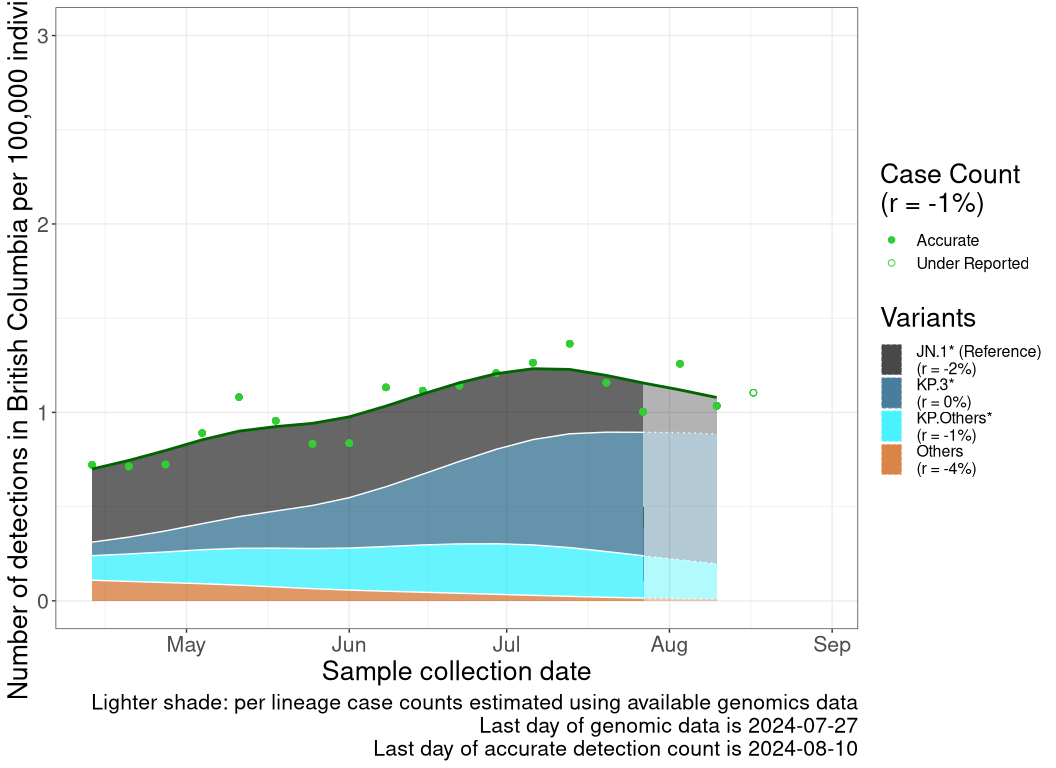 Number of detections in British Columbia per 100,000
3
2
1
0
May Jun Jul Aug Sep
Sample collection date
Lighter shade: per lineage case counts estimated using available genomics data
Last day of genomic data is 2024-07-27
Last day of accurate detection count is 2024-08-10
Case Count
(r = -1%)
Accurate
Under Reported
Variants
JN.1* (Reference)
(r = -2%)
KP.3*
(r = 0%)
KP.Others*
(r = -1%)
Others
(r = -4%)